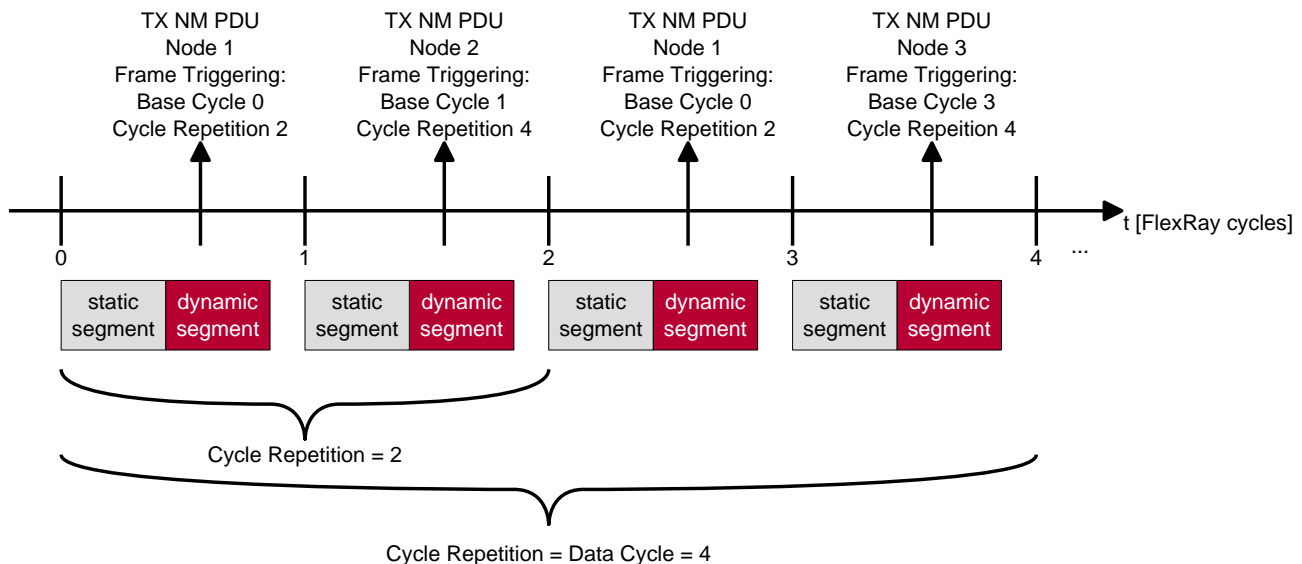 TX NM PDU
Node 1
Frame Triggering:
Base Cycle 0
Cycle Repetition 2
TX NM PDU
Node 2
Frame Triggering:
Base Cycle 1
Cycle Repetition 4
TX NM PDU
Node 1
Frame Triggering:
Base Cycle 0
Cycle Repetition 2
TX NM PDU
Node 3
Frame Triggering:
Base Cycle 3
Cycle Repeition 4
t [FlexRay cycles]
0
1
2
3
4
...
static
segment
dynamic
segment
static
segment
dynamic
segment
static
segment
dynamic
segment
static
segment
dynamic
segment
Cycle Repetition = 2
Cycle Repetition = Data Cycle = 4